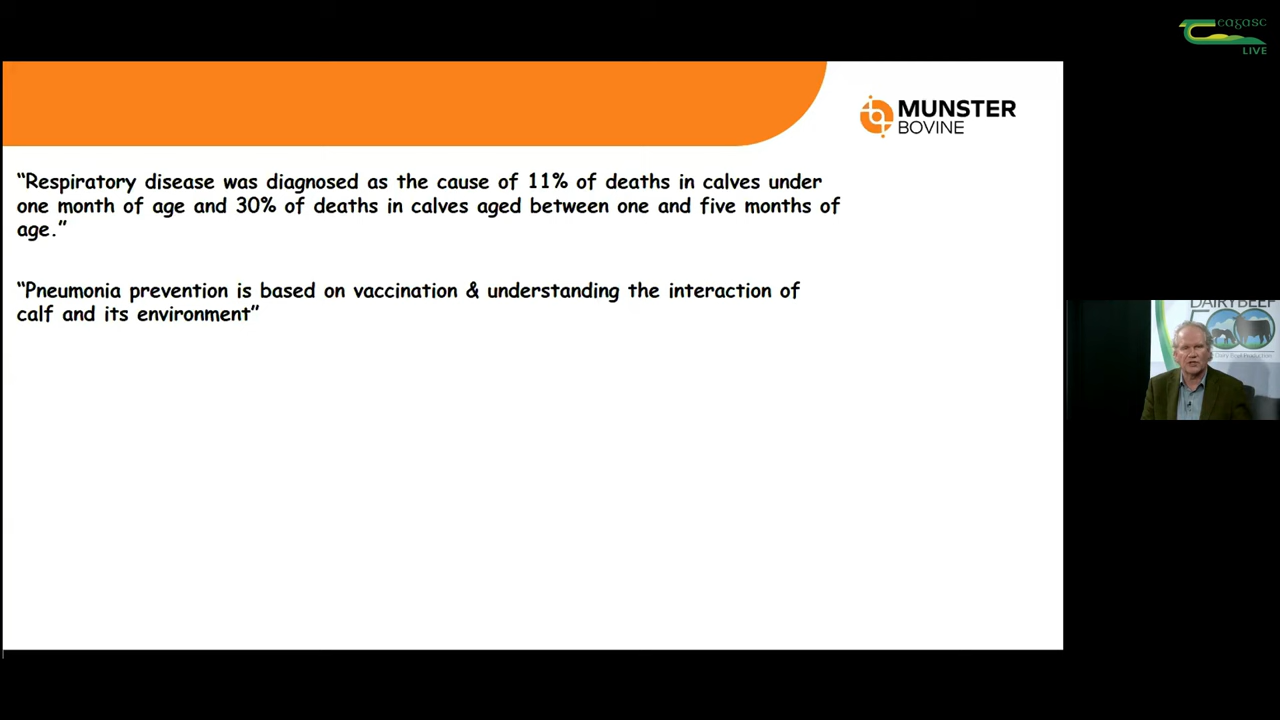 eagasc
LIVE
MUNSTER
BOVINE
“Respiratory disease was diagnosed as the cause of 11% of deaths in calves under
one month of age and 30% of deaths in calves aged between one and five months of
age.”
“Pneumonia prevention is based on vaccination & understanding the interaction of
calf and its environment”
DAIRYBEEF